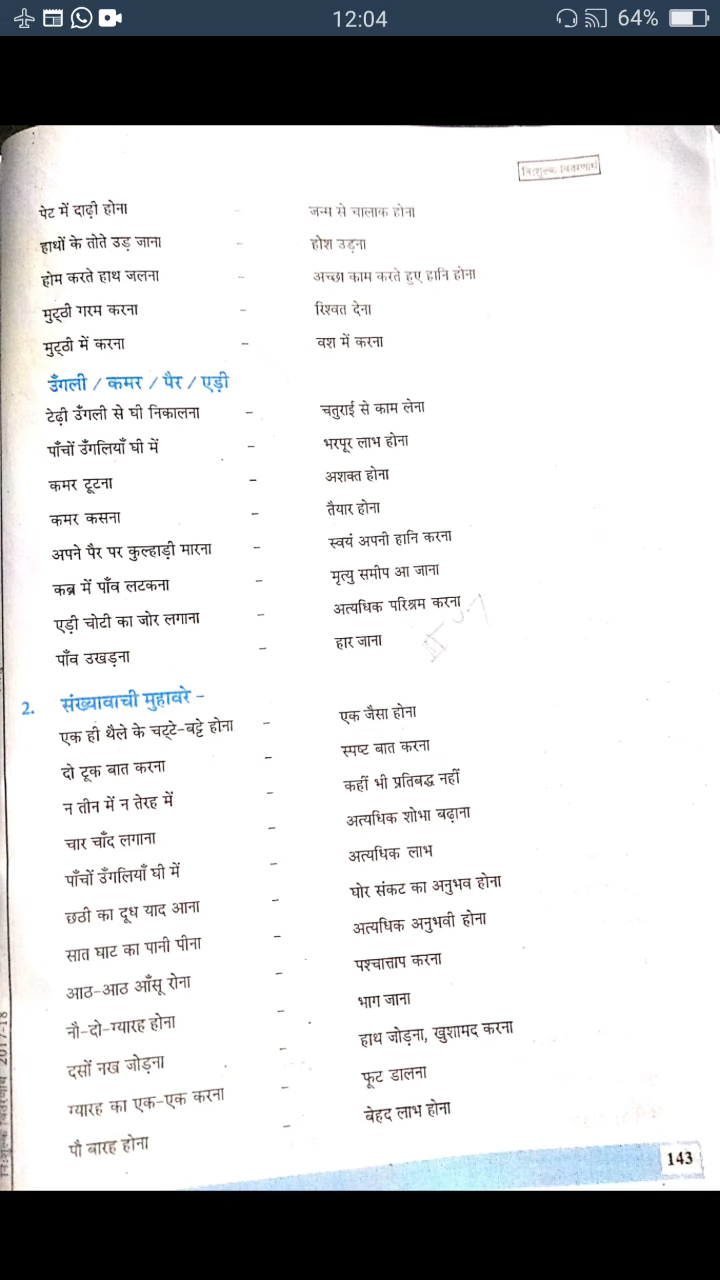 12:04
64%
निःशुल्क वितरणार्थ
पेट में दाढ़ी होना - जन्म से चालाक होना
हाथों के तोते उड़ जाना - होश उड़ना
होम करते हाथ जलना - अच्छा काम करते हुए हानि होना
मुट्ठी गरम करना - रिश्वत देना
मुट्ठी में करना - वश में करना
उँगली / कमर / पैर / एड़ी
टेढ़ी उँगली से घी निकालना - चतुराई से काम लेना
पाँचों उँगलियाँ घी में - भरपूर लाभ होना
कमर टूटना - अशक्त होना
कमर कसना - तैयार होना
अपने पैर पर कुल्हाड़ी मारना - स्वयं अपनी हानि करना
कब्र में पाँव लटकना - मृत्यु समीप आ जाना
एड़ी चोटी का जोर लगाना - अत्यधिक परिश्रम करना
पाँव उखड़ना - हार जाना
2. संख्यावाची मुहावरे -
एक ही थैले के चट्टे-बट्टे होना - एक जैसा होना
दो टूक बात करना - स्पष्ट बात करना
न तीन में न तेरह में - कहीं भी प्रतिबद्ध नहीं
चार चाँद लगाना - अत्यधिक शोभा बढ़ाना
पाँचों उँगलियाँ घी में - अत्यधिक लाभ
छठी का दूध याद आना - घोर संकट का अनुभव होना
सात घाट का पानी पीना - अत्यधिक अनुभवी होना
आठ-आठ आँसू रोना - पश्चात्ताप करना
नौ-दो-ग्यारह होना - भाग जाना
दसों नख जोड़ना - हाथ जोड़ना, खुशामद करना
ग्यारह का एक-एक करना - फूट डालना
पौ बारह होना - बेहद लाभ होना
143
निःशुल्क वितरणार्थ 2017-18